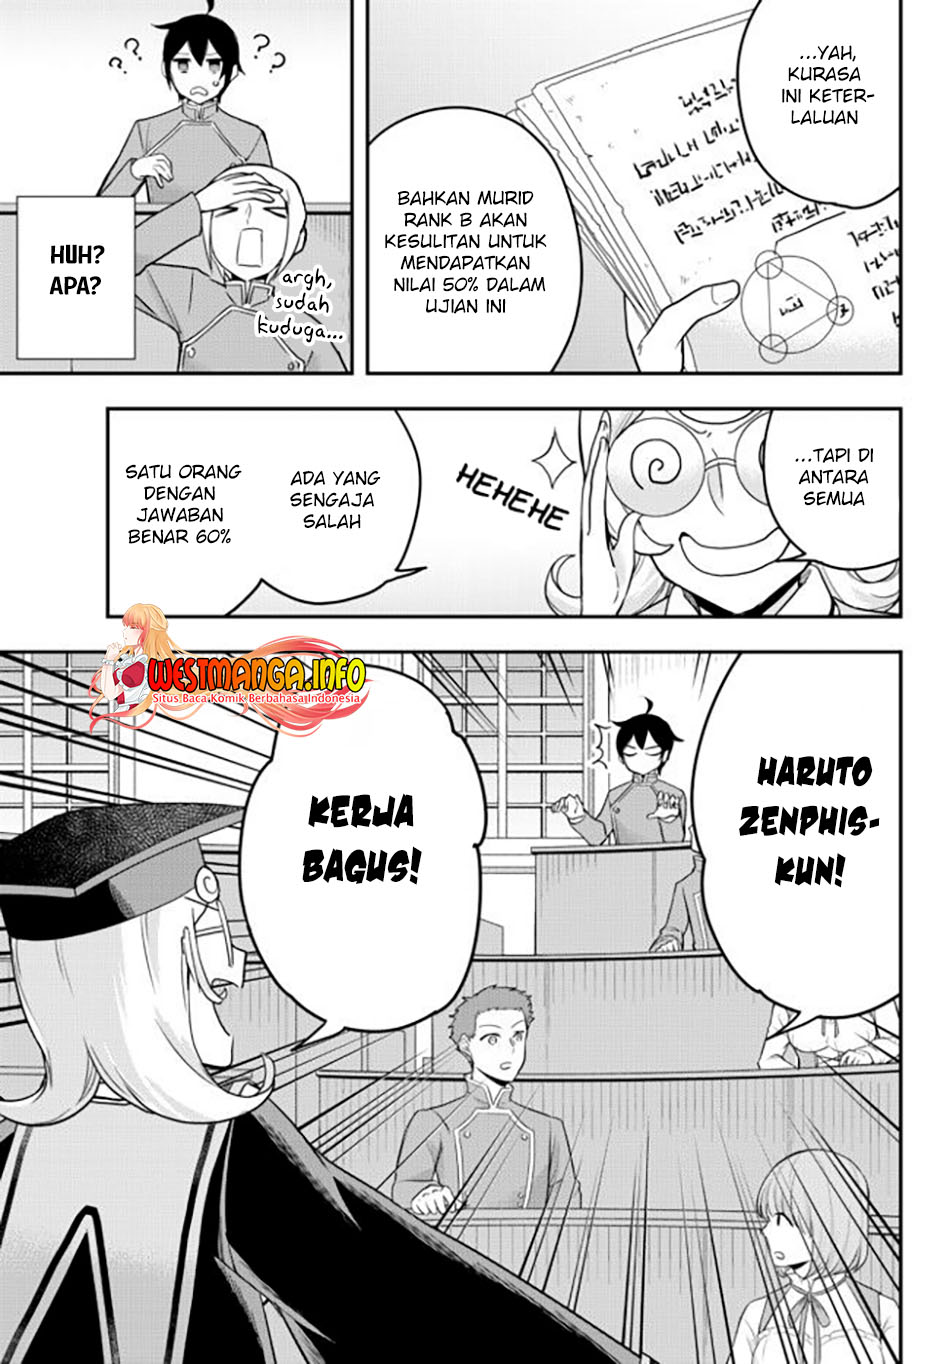 ...YAH,
KURASA
INI KETER-
LALUAN
BAHKAN MURID
RANK B AKAN
KESULITAN UNTUK
MENDAPATKAN
NILAI 50% DALAM
UJIAN INI
? ? ? ? ? ?
HUH?
APA?
argh,
sudah
kuduga...
...TAPI DI
ANTARA
SEMUA
HEHEHE
ADA YANG
SENGAJA
SALAH
SATU ORANG
DENGAN
JAWABAN
BENAR 60%
WESTMANGA.INFO
Situs Baca Komik Berbahasa Indonesia
HARUTO
ZENPHIS-
KUN!
KERJA
BAGUS!